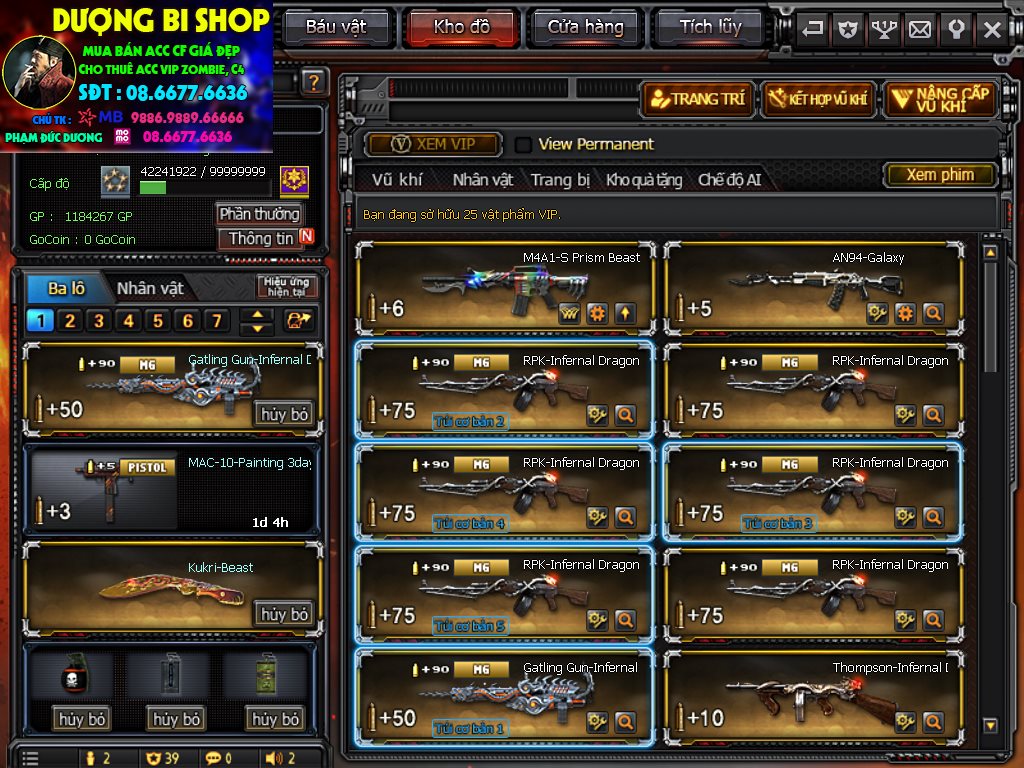 DƯỢNG BI SHOP
MUA BÁN ACC CF GIÁ ĐẸP
CHO THUÊ ACC VIP ZOMBIE, C4
SĐT : 08.6677.6636
CHỦ TK : MB 9886.9889.66666
PHẠM ĐỨC DƯƠNG momo 08.6677.6636
Báu vật
Kho đồ
Cửa hàng
Tích lũy
?
TRANG TRÍ
KẾT HỢP VŨ KHÍ
NÂNG CẤP
VŨ KHÍ
XEM VIP
View Permanent
Vũ khí
Nhân vật
Trang bị
Kho quà tặng
Chế độ AI
Xem phim
Bạn đang sở hữu 25 vật phẩm VIP.
Cấp độ
42241922 / 99999999
GP : 1184267 GP
Phần thưởng
GoCoin : 0 GoCoin
Thông tin N
Ba lô
Nhân vật
Hiệu ứng
hiện tại
1 2 3 4 5 6 7
+90 MG
Gatling Gun-Infernal D
+50
hủy bỏ
+5 PISTOL
MAC-10-Painting 3day
+3
1d 4h
Kukri-Beast
hủy bỏ
hủy bỏ
hủy bỏ
hủy bỏ
2
39
0
2
M4A1-S Prism Beast
+6
AN94-Galaxy
+5
+90 MG
RPK-Infernal Dragon
+75
Túi cơ bản 2
+90 MG
RPK-Infernal Dragon
+75
+90 MG
RPK-Infernal Dragon
+75
Túi cơ bản 4
+90 MG
RPK-Infernal Dragon
+75
Túi cơ bản 3
+90 MG
RPK-Infernal Dragon
+75
Túi cơ bản 5
+90 MG
RPK-Infernal Dragon
+75
+90 MG
Gatling Gun-Infernal
+50
Túi cơ bản 1
Thompson-Infernal D
+10